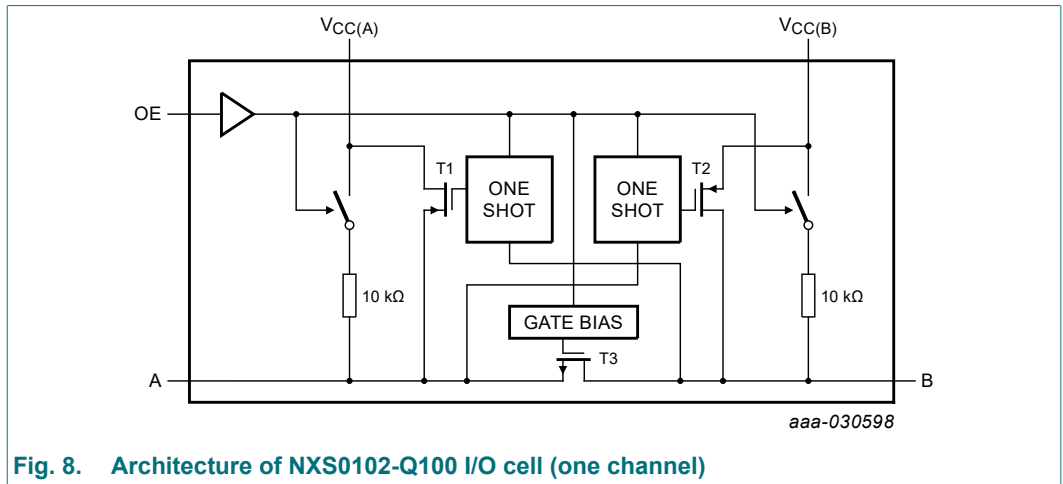 VCC(A)
VCC(B)
OE
T1
ONE
SHOT
ONE
SHOT
T2
10 kΩ
10 kΩ
GATE BIAS
T3
A
B
aaa-030598
Fig. 8. Architecture of NXS0102-Q100 I/O cell (one channel)